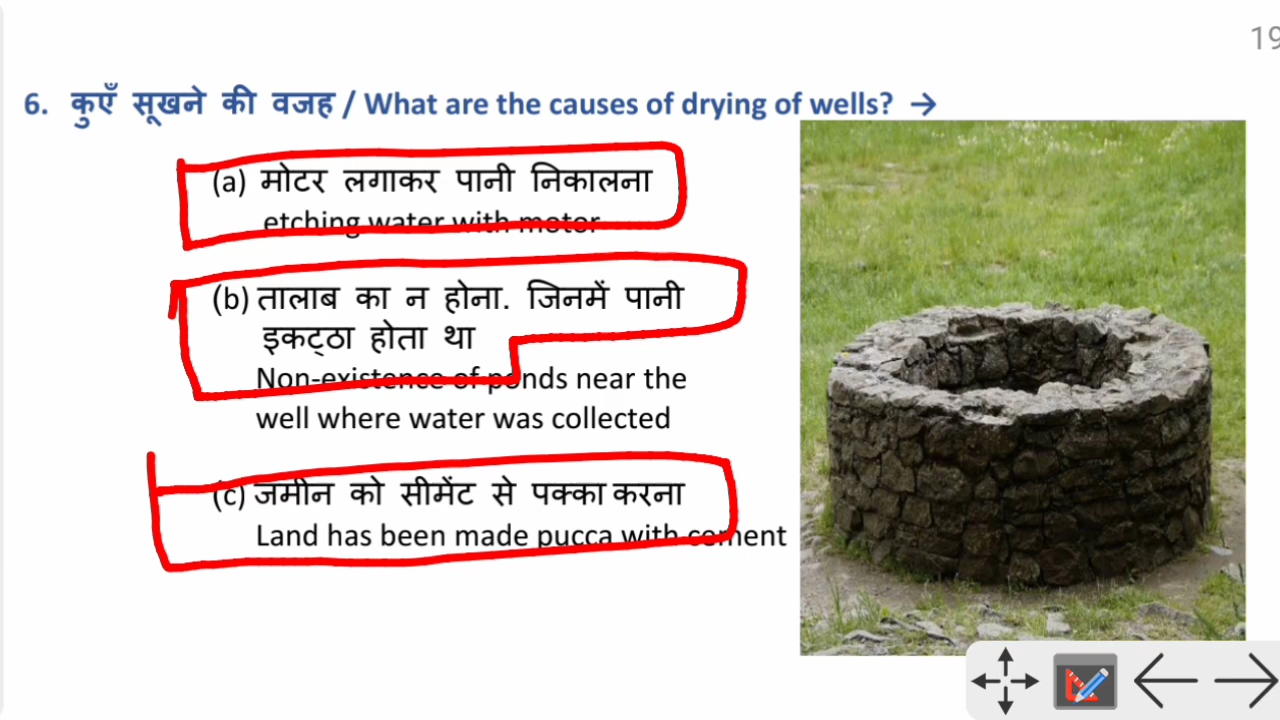 19
6. कुएँ सूखने की वजह / What are the causes of drying of wells? →
(a) मोटर लगाकर पानी निकालना
etching water with motor
(b) तालाब का न होना. जिनमें पानी
इकट्ठा होता था
Non-existence of ponds near the
well where water was collected
(c) जमीन को सीमेंट से पक्का करना
Land has been made pucca with cement